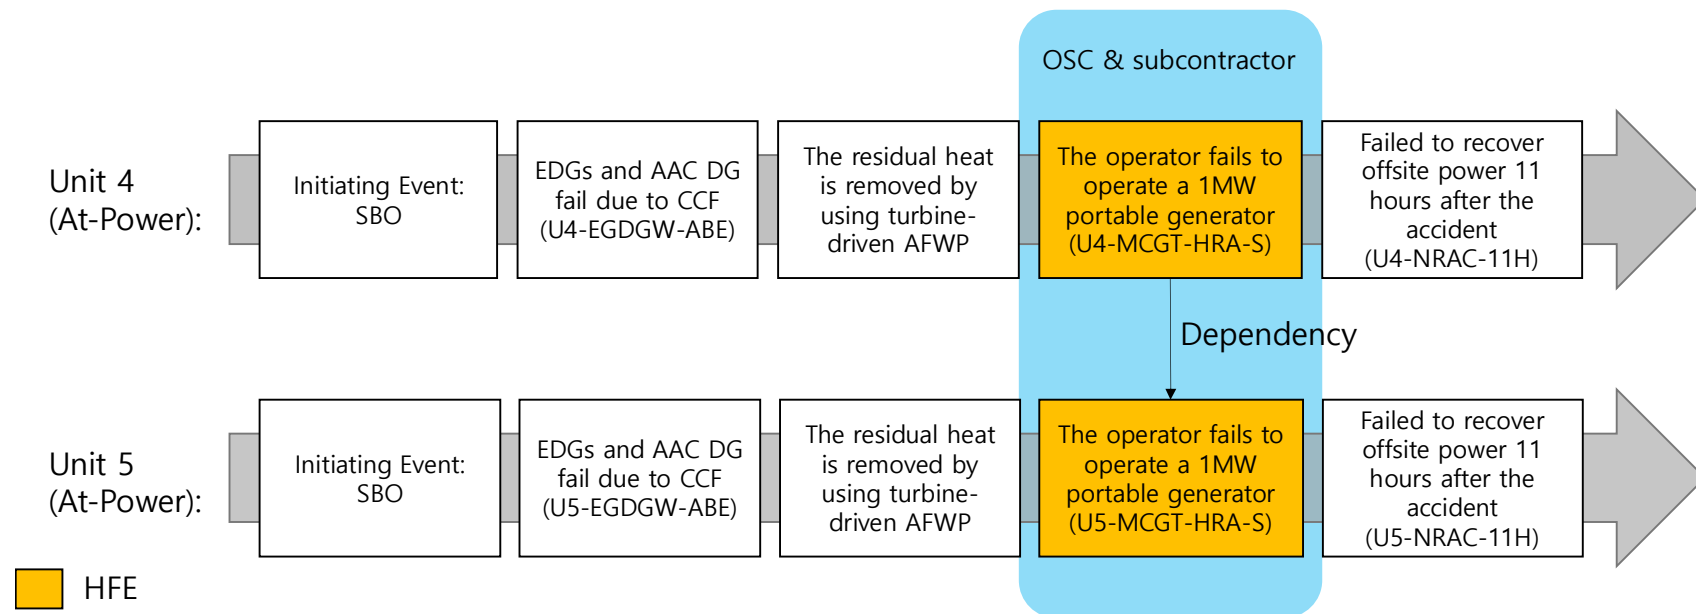 OSC & subcontractor
Unit 4
(At-Power):
Initiating Event:
SBO
EDGs and AAC DG
fail due to CCF
(U4-EGDGW-ABE)
The residual heat
is removed by
using turbine-
driven AFWP
The operator fails to
operate a 1MW
portable generator
(U4-MCGT-HRA-S)
Failed to recover
offsite power 11
hours after the
accident
(U4-NRAC-11H)
Dependency
Unit 5
(At-Power):
Initiating Event:
SBO
EDGs and AAC DG
fail due to CCF
(U5-EGDGW-ABE)
The residual heat
is removed by
using turbine-
driven AFWP
The operator fails to
operate a 1MW
portable generator
(U5-MCGT-HRA-S)
Failed to recover
offsite power 11
hours after the
accident
(U5-NRAC-11H)
HFE